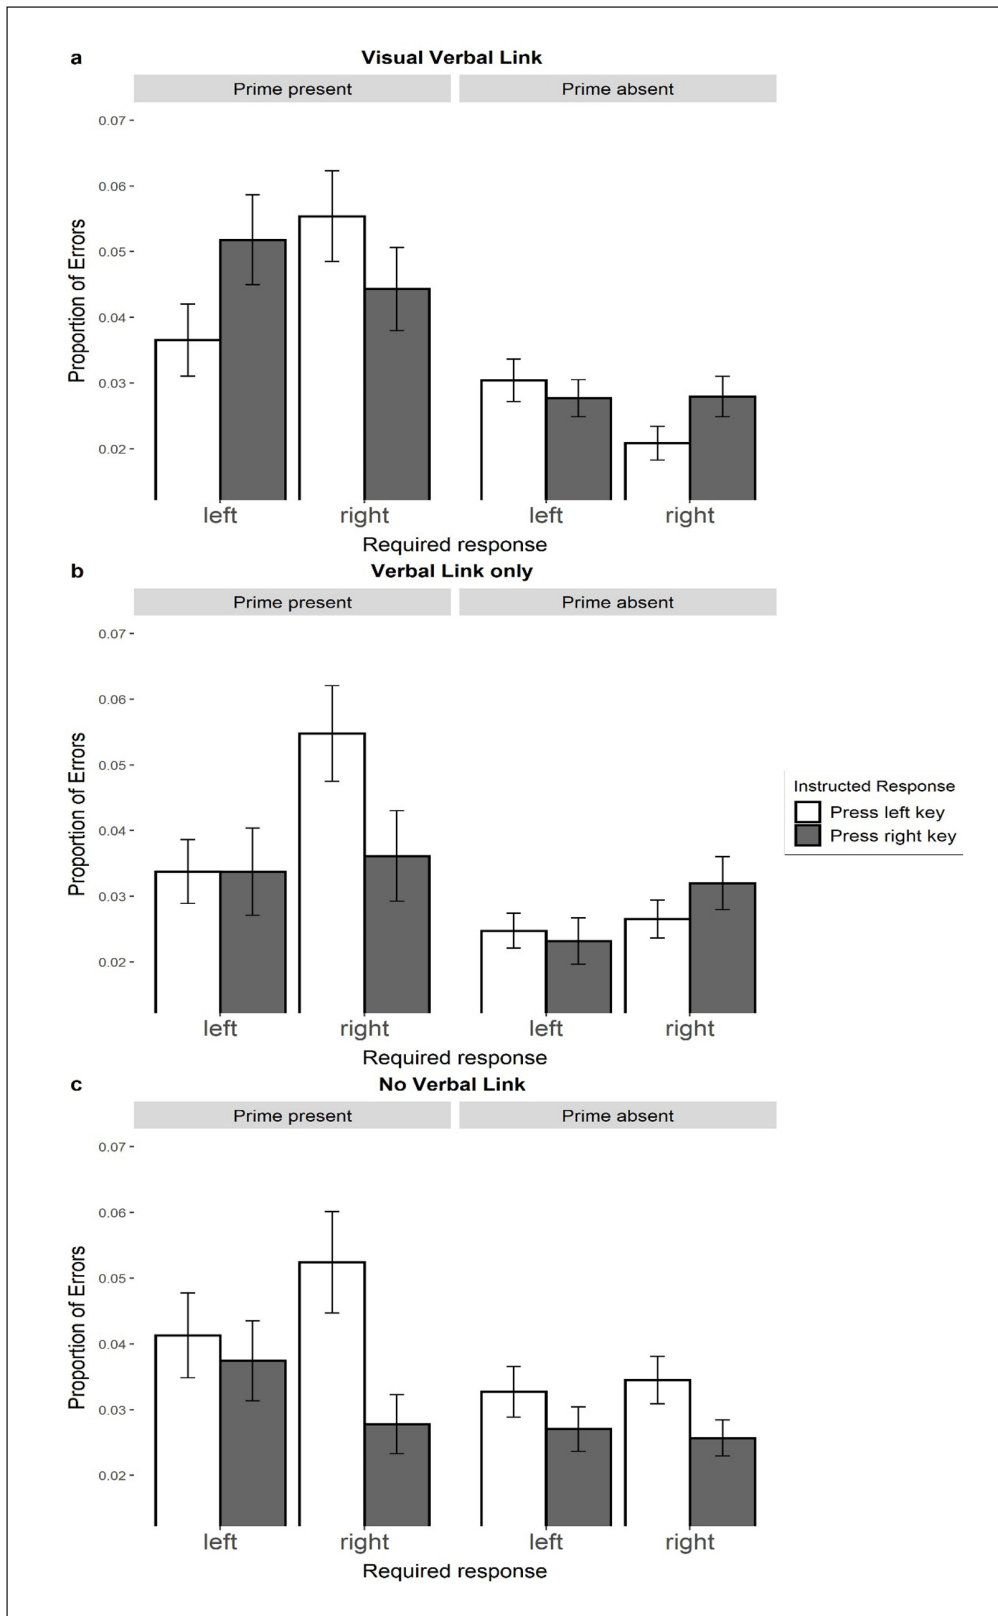 a
Visual Verbal Link
Prime present
Prime absent
0.07
0.06
0.05
0.04
0.03
0.02
Proportion of Errors
left
right
left
right
Required response
b
Verbal Link only
Prime present
Prime absent
0.07
0.06
0.05
0.04
0.03
0.02
Proportion of Errors
left
right
left
right
Required response
Instructed Response
Press left key
Press right key
c
No Verbal Link
Prime present
Prime absent
0.07
0.06
0.05
0.04
0.03
0.02
Proportion of Errors
left
right
left
right
Required response